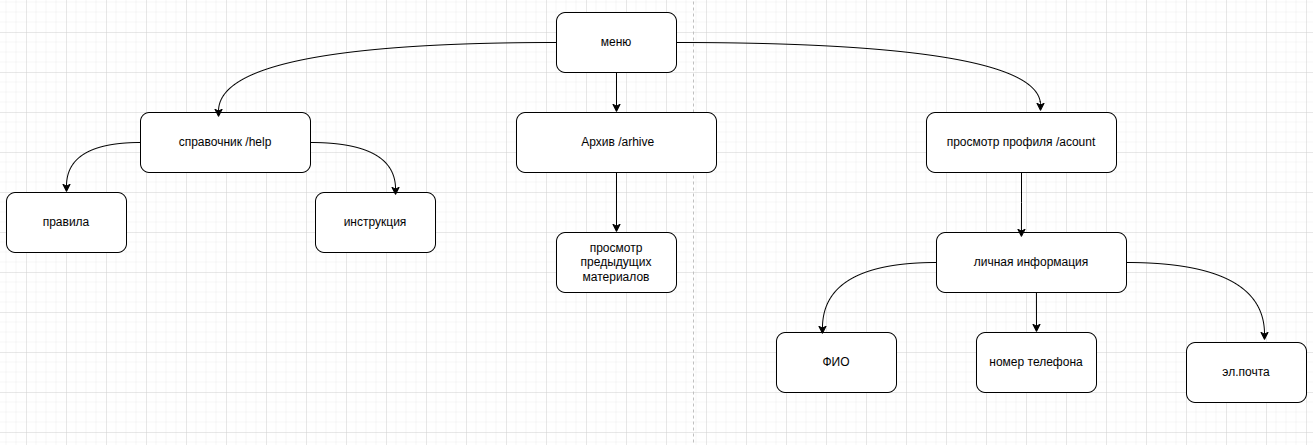 меню
справочник /help
Архив /arhive
просмотр профиля /acount
правила
инструкция
просмотр
предыдущих
материалов
личная информация
ФИО
номер телефона
эл.почта